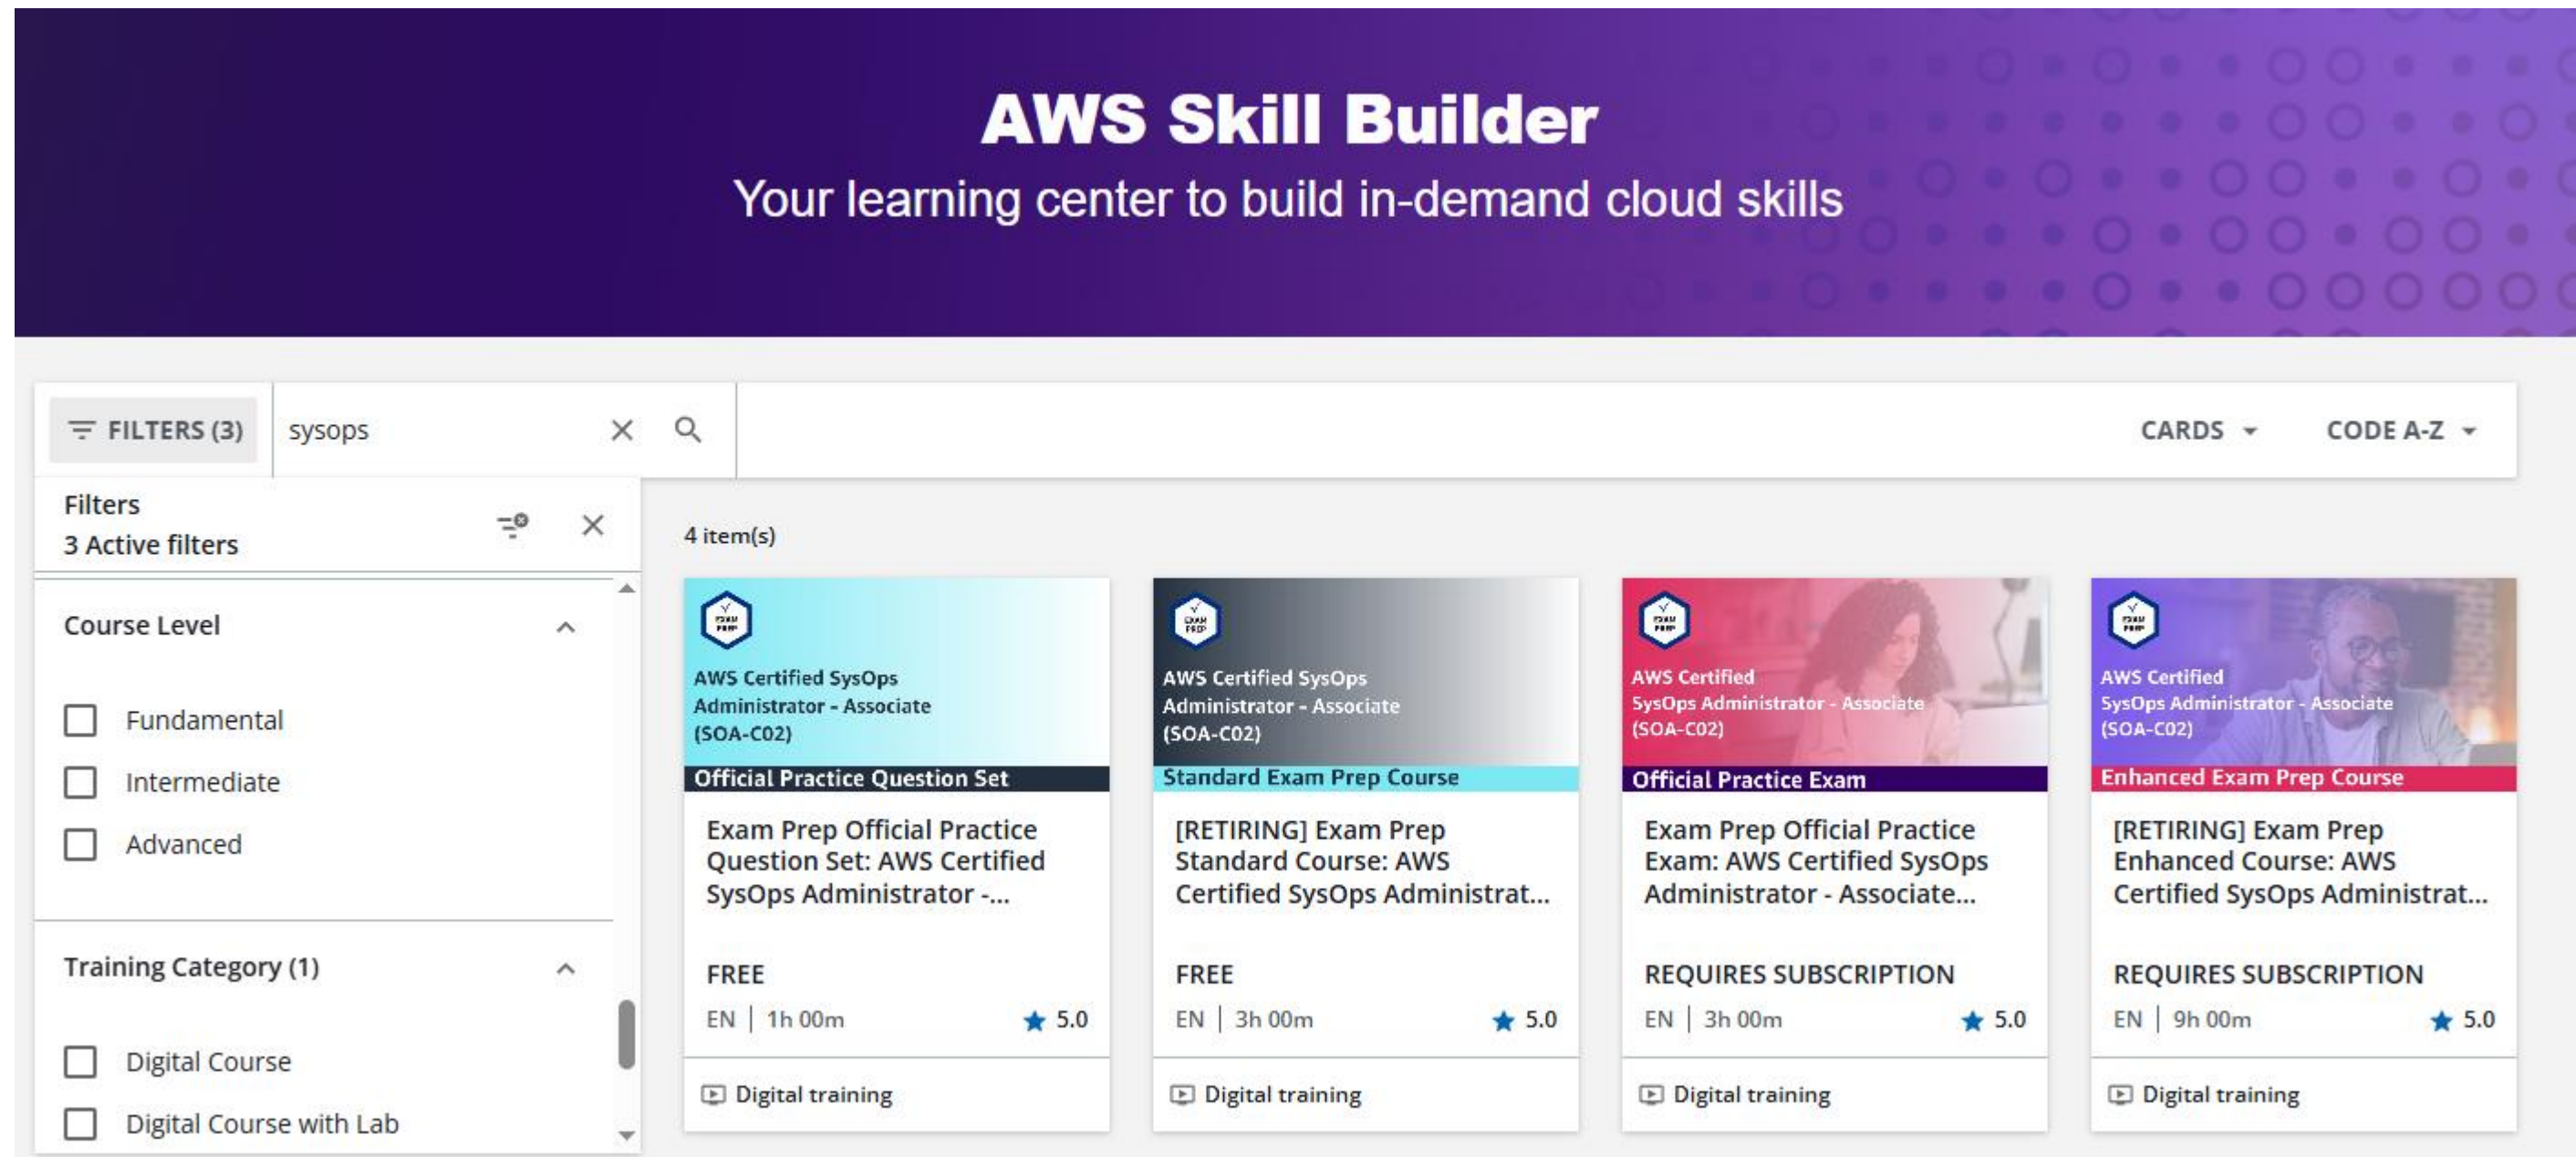 AWS Skill Builder
Your learning center to build in-demand cloud skills
FILTERS (3)
sysops
CARDS
CODE A-Z
Filters
3 Active filters
Course Level
Fundamental
Intermediate
Advanced
Training Category (1)
Digital Course
Digital Course with Lab
4 item(s)
EXAM
PREP
AWS Certified SysOps
Administrator - Associate
(SOA-C02)
Official Practice Question Set
Exam Prep Official Practice
Question Set: AWS Certified
SysOps Administrator -...
FREE
EN | 1h 00m
5.0
Digital training
EXAM
PREP
AWS Certified SysOps
Administrator - Associate
(SOA-C02)
Standard Exam Prep Course
[RETIRING] Exam Prep
Standard Course: AWS
Certified SysOps Administrat...
FREE
EN | 3h 00m
5.0
Digital training
EXAM
PREP
AWS Certified
SysOps Administrator - Associate
(SOA-C02)
Official Practice Exam
Exam Prep Official Practice
Exam: AWS Certified SysOps
Administrator - Associate...
REQUIRES SUBSCRIPTION
EN | 3h 00m
5.0
Digital training
EXAM
PREP
AWS Certified
SysOps Administrator - Associate
(SOA-C02)
Enhanced Exam Prep Course
[RETIRING] Exam Prep
Enhanced Course: AWS
Certified SysOps Administrat...
REQUIRES SUBSCRIPTION
EN | 9h 00m
5.0
Digital training